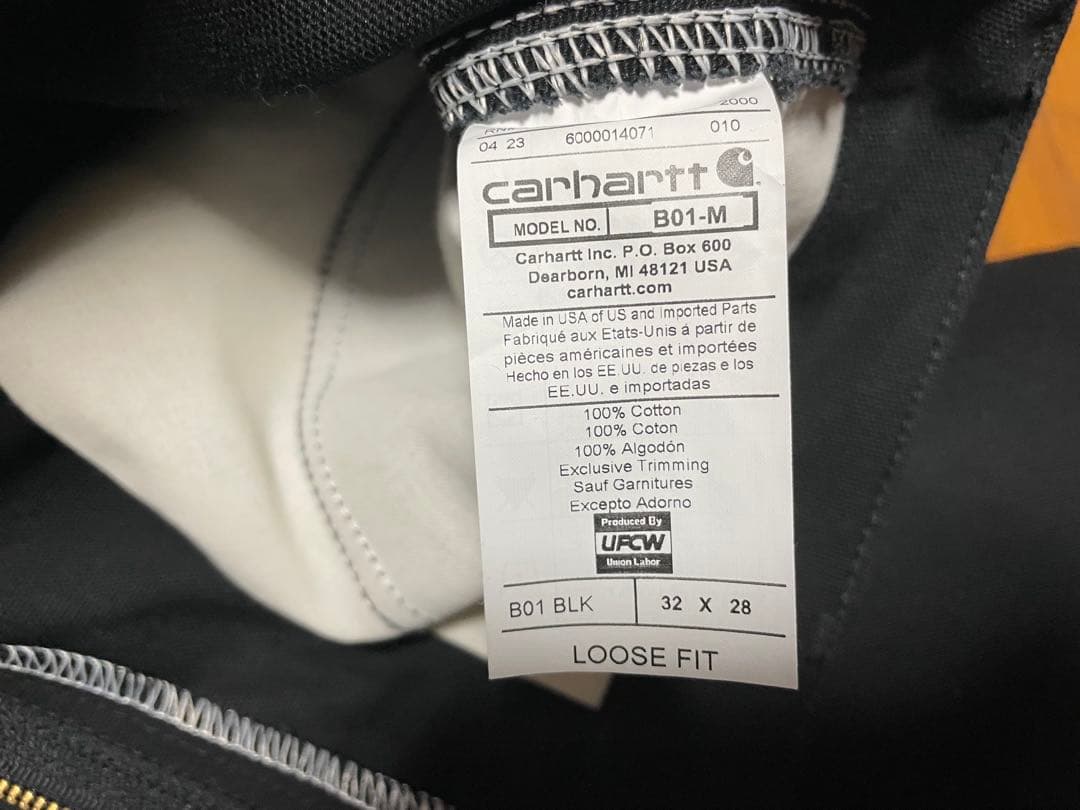 2000
04 23 6000014071 010
carhartt
MODEL NO. B01-M
Carhartt Inc. P.O. Box 600
Dearborn, MI 48121 USA
carhartt.com
Made in USA of US and Imported Parts
Fabriqué aux Etats-Unis á partir de
pièces américaines et importées
Hecho en los EE.UU. de piezas e los
EE.UU. e importadas
100% Cotton
100% Coton
100% Algodón
Exclusive Trimming
Sauf Garnitures
Excepto Adorno
Produced By
UFCW
Union Labor
B01 BLK 32 X 28
LOOSE FIT